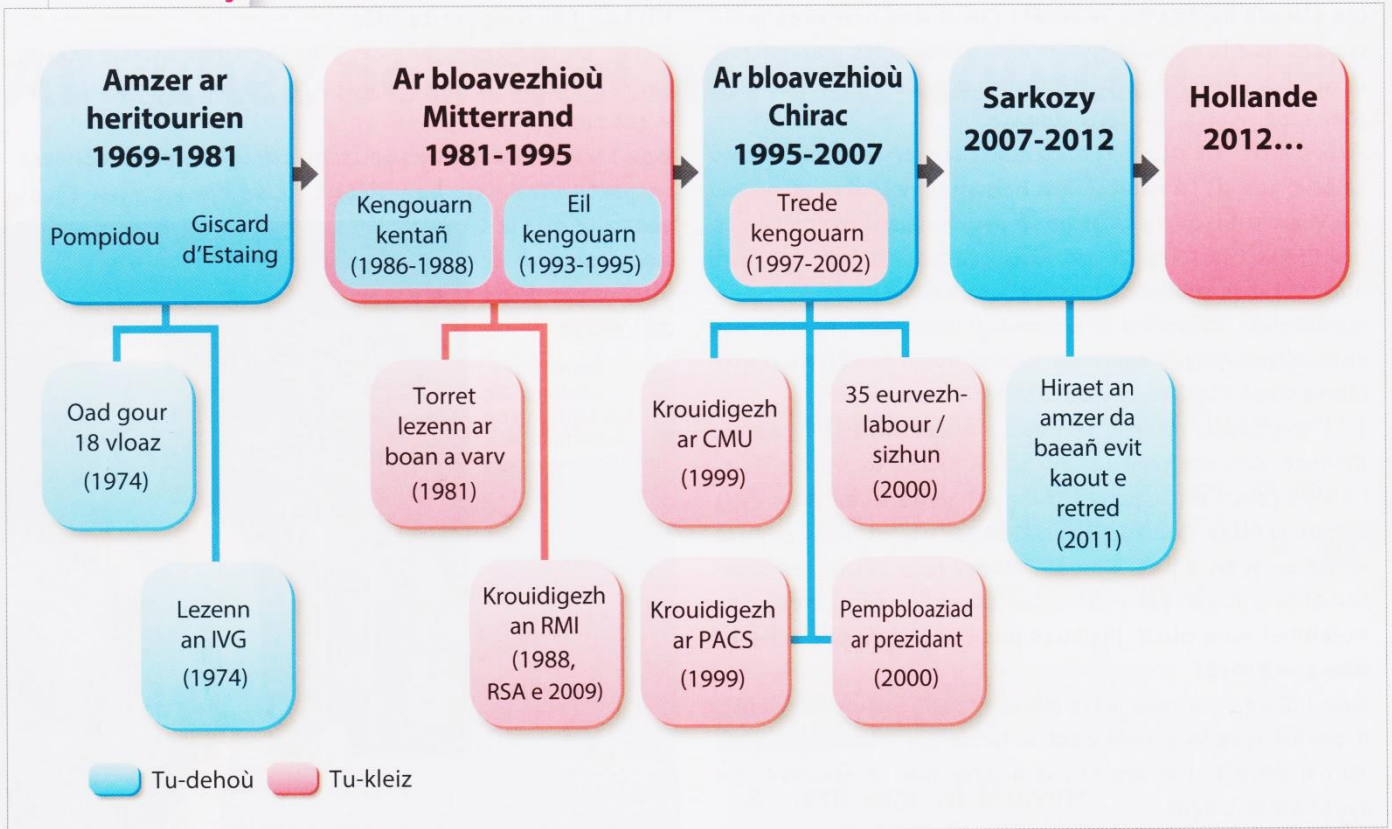 Amzer ar
heritourien
1969-1981
Pompidou
Giscard
d’Estaing
Ar bloavezhioù
Mitterrand
1981-1995
Kengouarn
kentañ
(1986-1988)
Eil
kengouarn
(1993-1995)
Ar bloavezhioù
Chirac
1995-2007
Trede
kengouarn
(1997-2002)
Sarkozy
2007-2012
Hollande
2012...
Oad gour
18 vloaz
(1974)
Lezenn
an IVG
(1974)
Torret
lezenn ar
boan a varv
(1981)
Krouidigezh
an RMI
(1988,
RSA e 2009)
Krouidigezh
ar CMU
(1999)
35 eurvezh-
labour /
sizhun
(2000)
Krouidigezh
ar PACS
(1999)
Pempbloaziad
ar prezidant
(2000)
Hiraet an
amzer da
baeañ evit
kaout e
retred
(2011)
Tu-dehoù
Tu-kleiz